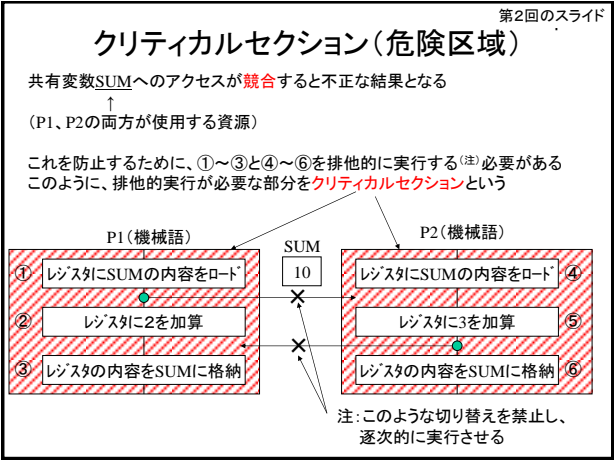 第2回のスライド
クリティカルセクション(危険区域)
共有変数SUMへのアクセスが競合すると不正な結果となる
↑
(P1、P2の両方が使用する資源)
これを防止するために、①～③と④～⑥を排他的に実行する(注)必要がある
このように、排他的実行が必要な部分をクリティカルセクションという
P1(機械語)
SUM
P2(機械語)
① レジスタにSUMの内容をロード
10
レジスタにSUMの内容をロード ④
② レジスタに2を加算
レジスタに3を加算 ⑤
③ レジスタの内容をSUMに格納
レジスタの内容をSUMに格納 ⑥
注:このような切り替えを禁止し、
逐次的に実行させる